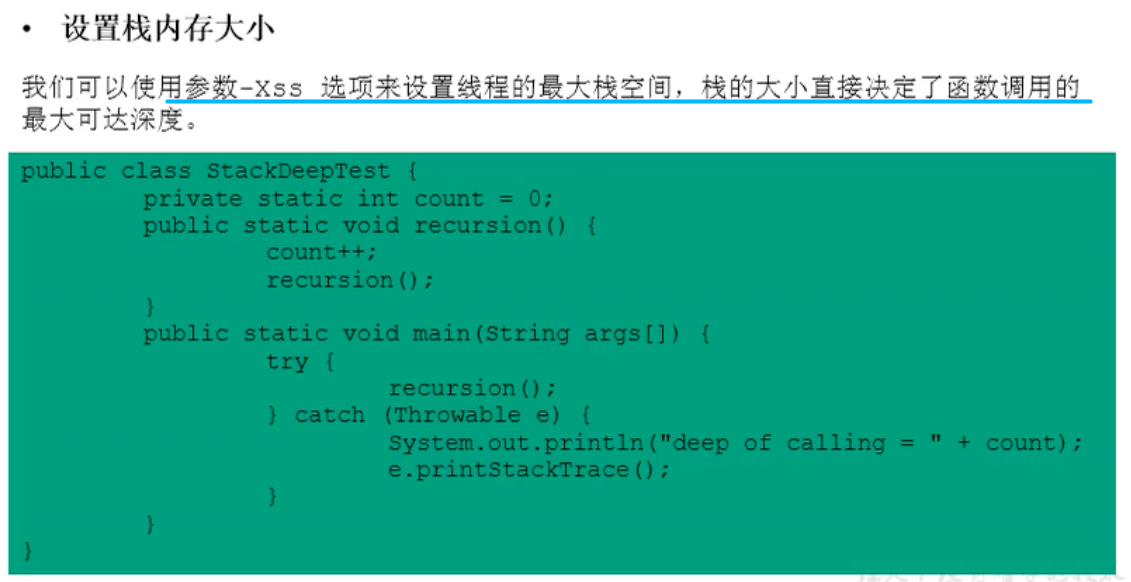 • 设置栈内存大小
我们可以使用参数-Xss 选项来设置线程的最大栈空间，栈的大小直接决定了函数调用的
最大可达深度。
public class StackDeepTest {
private static int count = 0;
public static void recursion() {
count++;
recursion();
}
public static void main(String args[]) {
try {
recursion();
} catch (Throwable e) {
System.out.println("deep of calling = " + count);
e.printStackTrace();
}
}
}